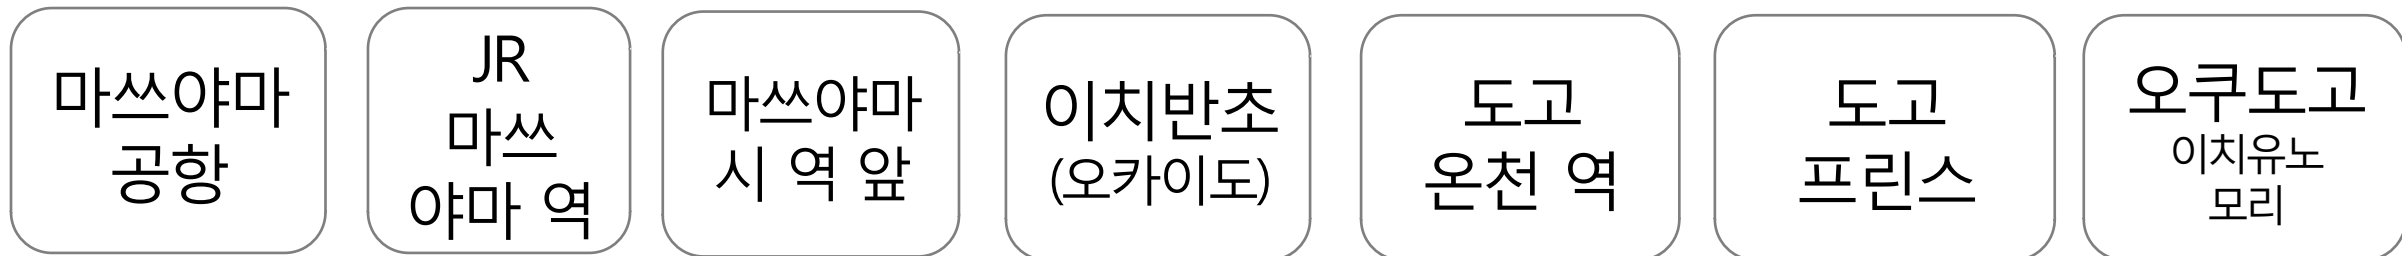 마쓰야마
공항
JR
마쓰
야마 역
마쓰야마
시 역 앞
이치반초
(오카이도)
도고
온천 역
도고
프린스
오쿠도고
이치유노
모리